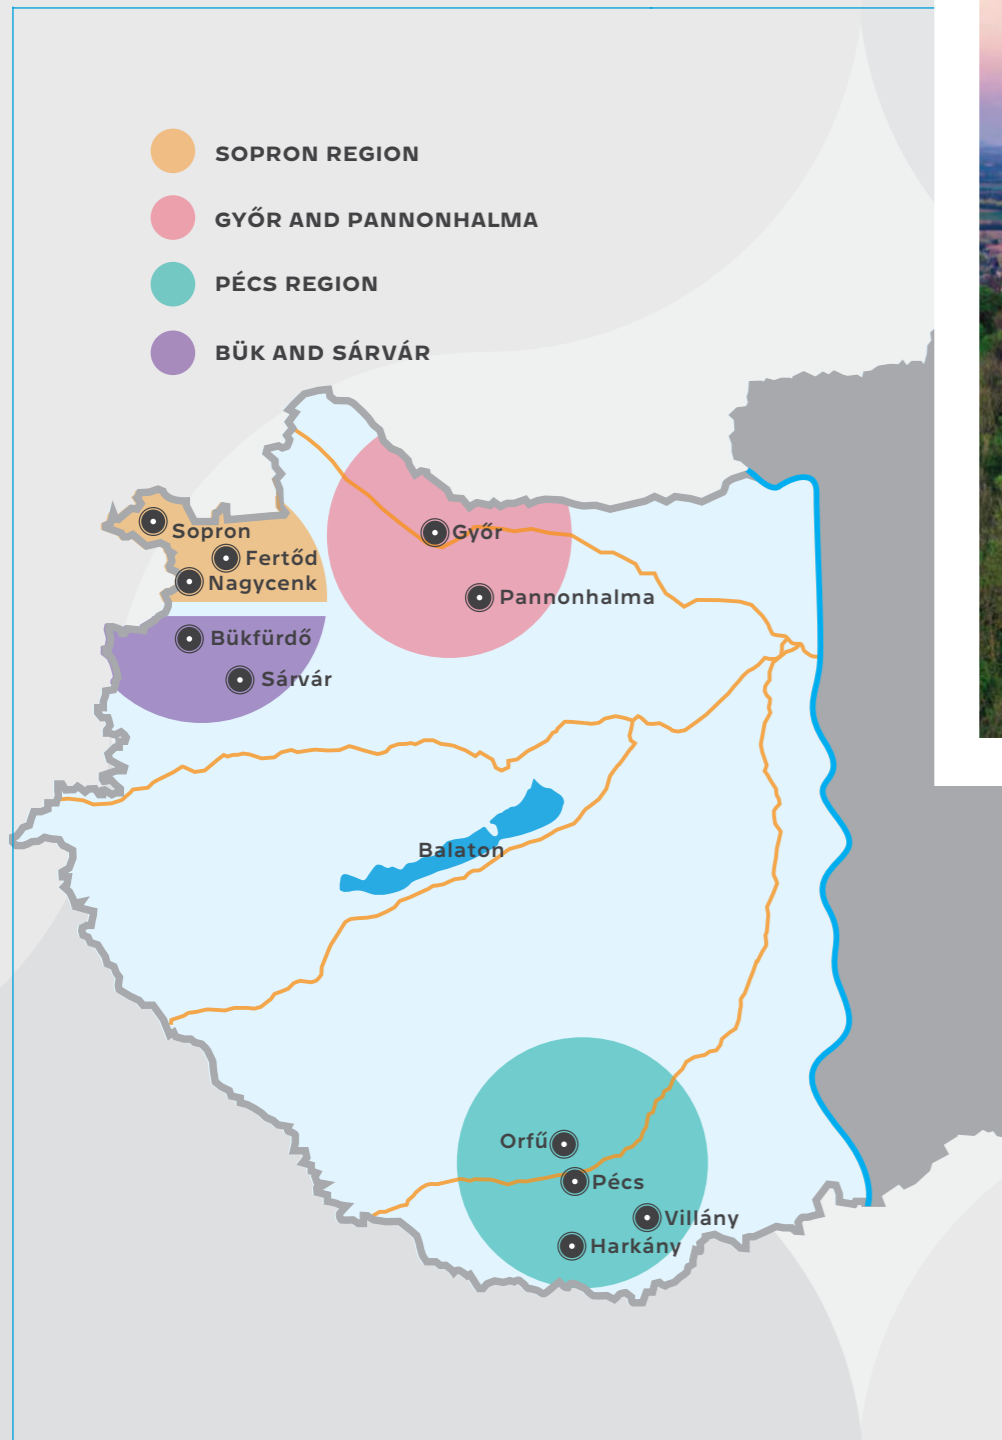 SOPRON REGION
GYŐR AND PANNONHALMA
PÉCS REGION
BÜK AND SÁRVÁR
Sopron
Fertőd
Nagycenk
Győr
Pannonhalma
Bükfürdő
Sárvár
Balaton
Orfű
Pécs
Villány
Harkány